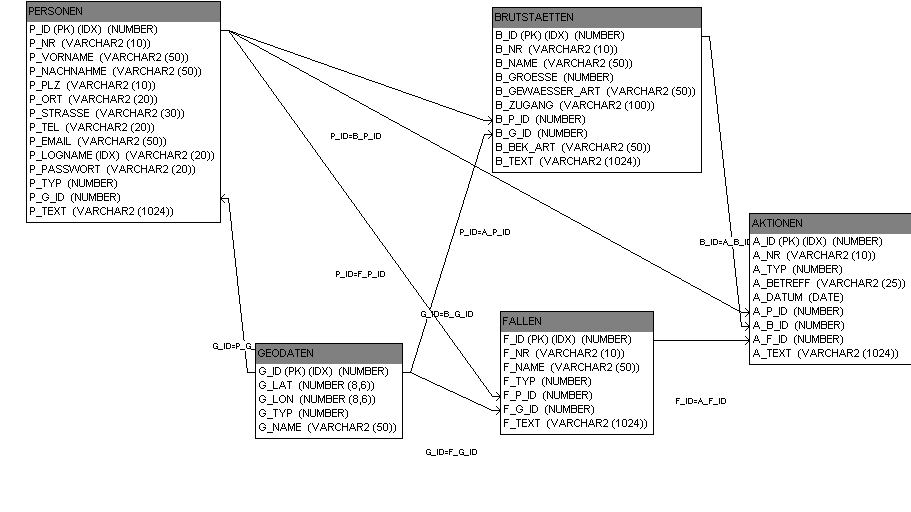 PERSONEN
P_ID (PK) (IDX) (NUMBER)
P_NR (VARCHAR2 (10))
P_VORNAME (VARCHAR2 (50))
P_NACHNAHME (VARCHAR2 (50))
P_PLZ (VARCHAR2 (10))
P_ORT (VARCHAR2 (20))
P_STRASSE (VARCHAR2 (30))
P_TEL (VARCHAR2 (20))
P_EMAIL (VARCHAR2 (50))
P_LOGNAME (IDX) (VARCHAR2 (20))
P_PASSWORT (VARCHAR2 (20))
P_TYP (NUMBER)
P_G_ID (NUMBER)
P_TEXT (VARCHAR2 (1024))
BRUTSTAETTEN
B_ID (PK) (IDX) (NUMBER)
B_NR (VARCHAR2 (10))
B_NAME (VARCHAR2 (50))
B_GROESSE (NUMBER)
B_GEWAESSER_ART (VARCHAR2 (50))
B_ZUGANG (VARCHAR2 (100))
B_P_ID (NUMBER)
B_G_ID (NUMBER)
B_BEK_ART (VARCHAR2 (50))
B_TEXT (VARCHAR2 (1024))
P_ID=B_P_ID
P_ID=A_P_ID
B_ID=A_B_ID
P_ID=F_P_ID
G_ID=B_G_ID
G_ID=P_G_
AKTIONEN
A_ID (PK) (IDX) (NUMBER)
A_NR (VARCHAR2 (10))
A_TYP (NUMBER)
A_BETREFF (VARCHAR2 (25))
A_DATUM (DATE)
A_P_ID (NUMBER)
A_B_ID (NUMBER)
A_F_ID (NUMBER)
A_TEXT (VARCHAR2 (1024))
GEODATEN
G_ID (PK) (IDX) (NUMBER)
G_LAT (NUMBER (8,6))
G_LON (NUMBER (8,6))
G_TYP (NUMBER)
G_NAME (VARCHAR2 (50))
FALLEN
F_ID (PK) (IDX) (NUMBER)
F_NR (VARCHAR2 (10))
F_NAME (VARCHAR2 (50))
F_TYP (NUMBER)
F_P_ID (NUMBER)
F_G_ID (NUMBER)
F_TEXT (VARCHAR2 (1024))
F_ID=A_F_ID
G_ID=F_G_ID